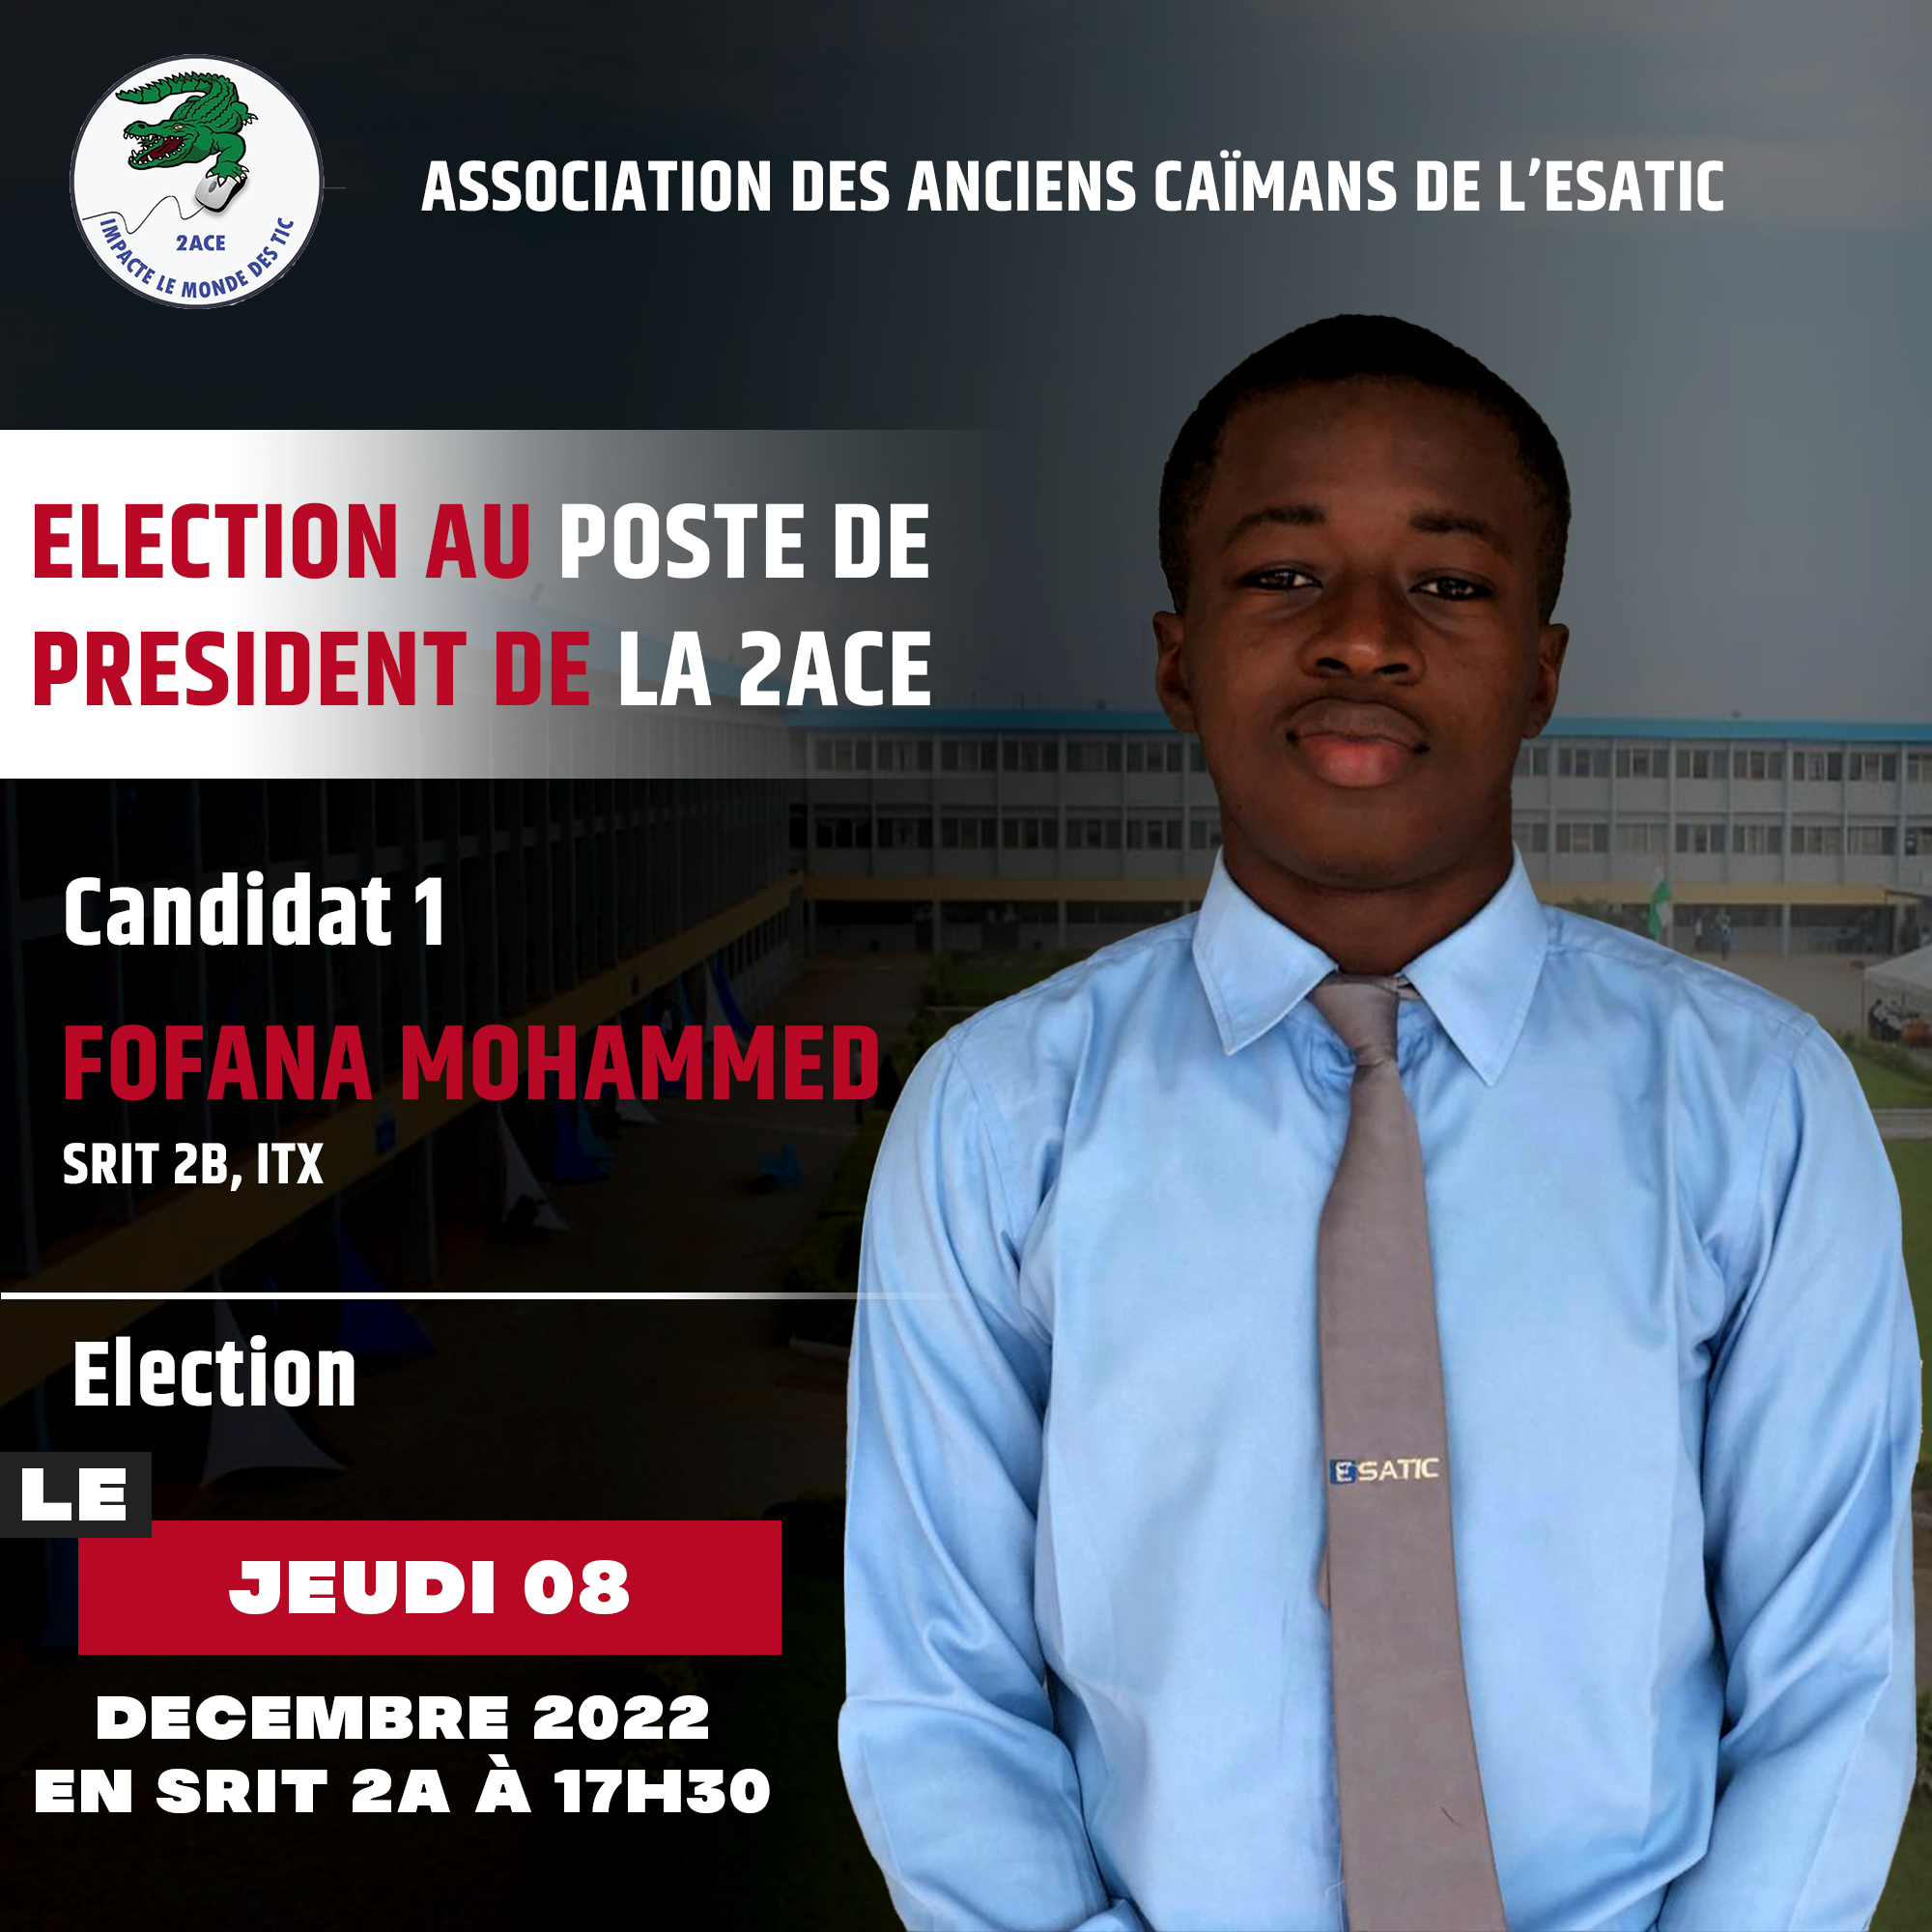 2ACE
IMPACTE LE MONDE DES TIC
ASSOCIATION DES ANCIENS CAÏMANS DE L'ESATIC
ELECTION AU POSTE DE
PRESIDENT DE LA 2ACE
Candidat 1
FOFANA MOHAMMED
SRIT 2B, ITX
Election
LE
JEUDI 08
DECEMBRE 2022
EN SRIT 2A À 17H30
ESATIC